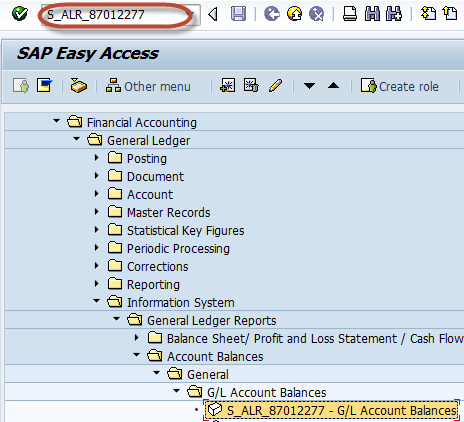 S_ALR_87012277
SAP Easy Access
Other menu Create role
Financial Accounting
General Ledger
Posting
Document
Account
Master Records
Statistical Key Figures
Periodic Processing
Corrections
Reporting
Information System
General Ledger Reports
Balance Sheet/ Profit and Loss Statement / Cash Flow
Account Balances
General
G/L Account Balances
S_ALR_87012277 - G/L Account Balances